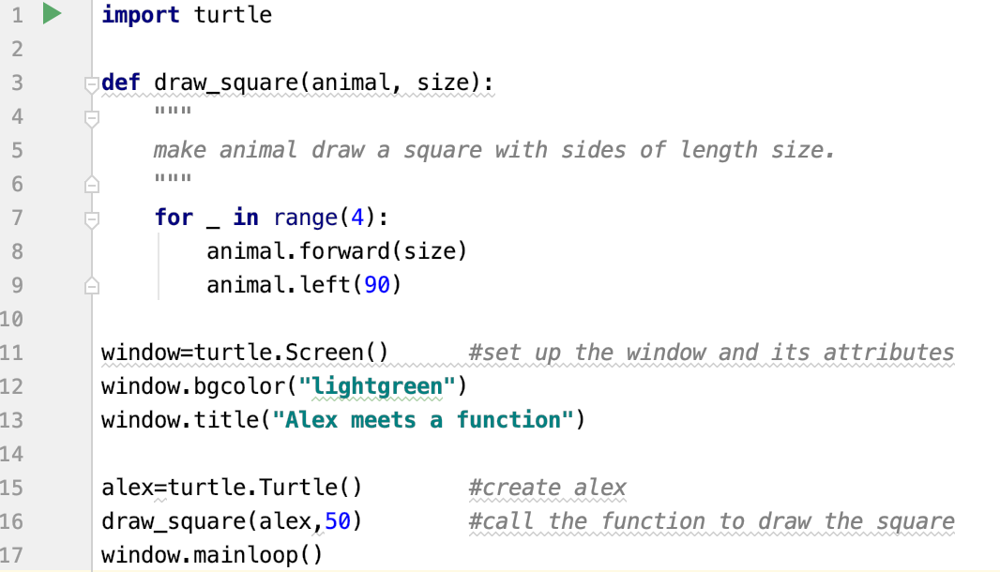 1 import turtle
2
3 def draw_square(animal, size):
4     """
5     make animal draw a square with sides of length size.
6     """
7     for _ in range(4):
8         animal.forward(size)
9         animal.left(90)
10
11 window=turtle.Screen()      #set up the window and its attributes
12 window.bgcolor("lightgreen")
13 window.title("Alex meets a function")
14
15 alex=turtle.Turtle()        #create alex
16 draw_square(alex,50)        #call the function to draw the square
17 window.mainloop()